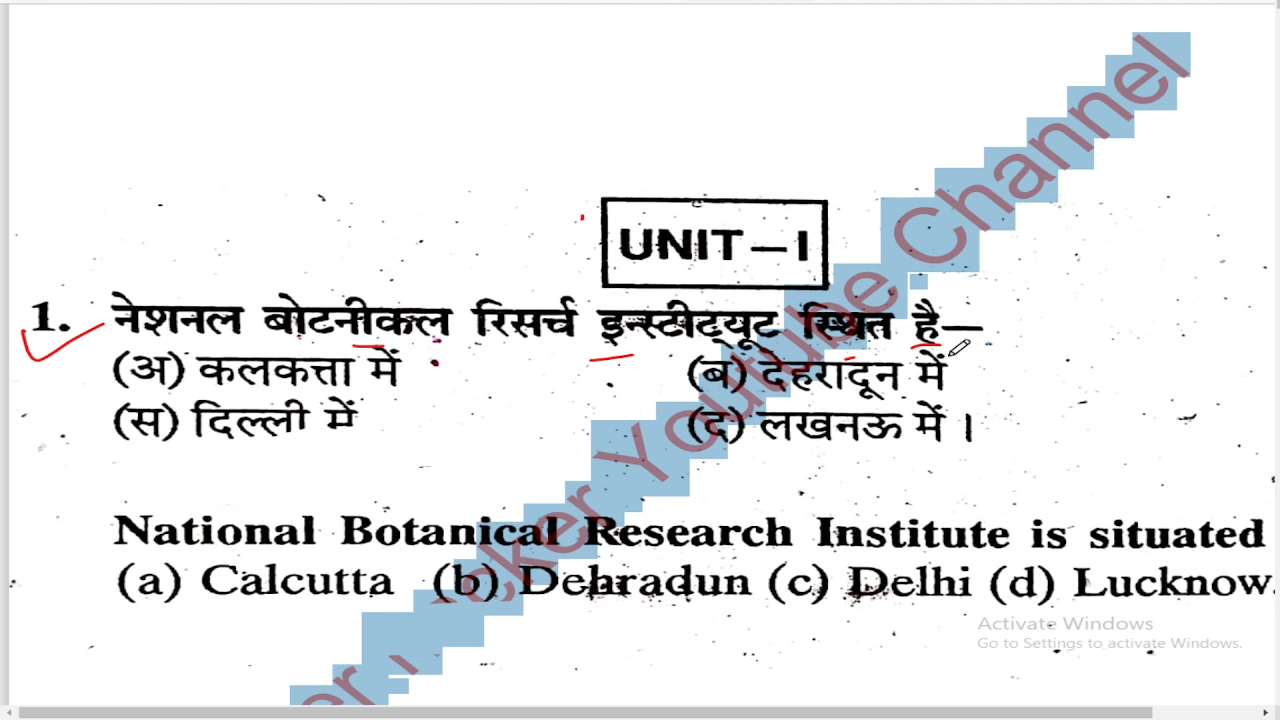 UNIT – I
1. नेशनल बोटनीकल रिसर्च इन्स्टीट्यूट स्थित है–
(अ) कलकत्ता में (ब) देहरादून में
(स) दिल्ली में (द) लखनऊ में ।
National Botanical Research Institute is situated
(a) Calcutta (b) Dehradun (c) Delhi (d) Lucknow.
Youtube Channel
Activate Windows
Go to Settings to activate Windows.